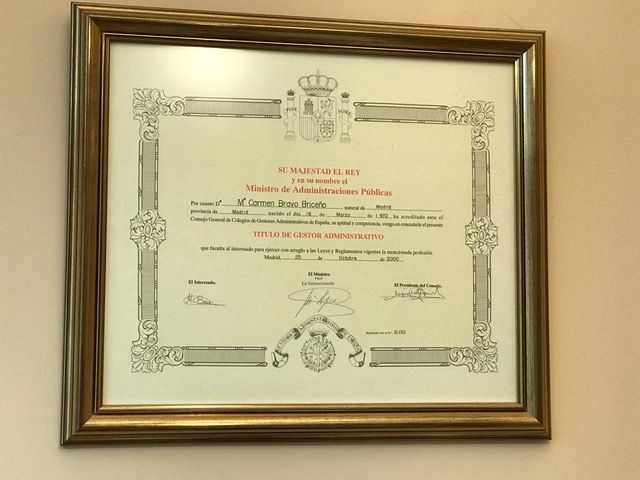 SU MAJESTAD EL REY
y en su nombre el
Ministro de Administraciones Públicas
Por cuanto Dª Mª Carmen Bravo Briceño natural de Madrid
provincia de Madrid nacido el día 16 de Marzo de 1.970 ha acreditado ante el
Consejo General de Colegios de Gestores Administrativos de España, su aptitud y competencia, vengo en concederle el presente
TITULO DE GESTOR ADMINISTRATIVO
que faculta al interesado para ejercer con arreglo a las Leyes y Reglamentos vigentes la mencionada profesión.
Madrid, 25 de Octubre de 2000
El Interesado.
El Ministro
P.D.F.
La Subsecretario
El Presidente del Consejo.
Registrado con el N.º